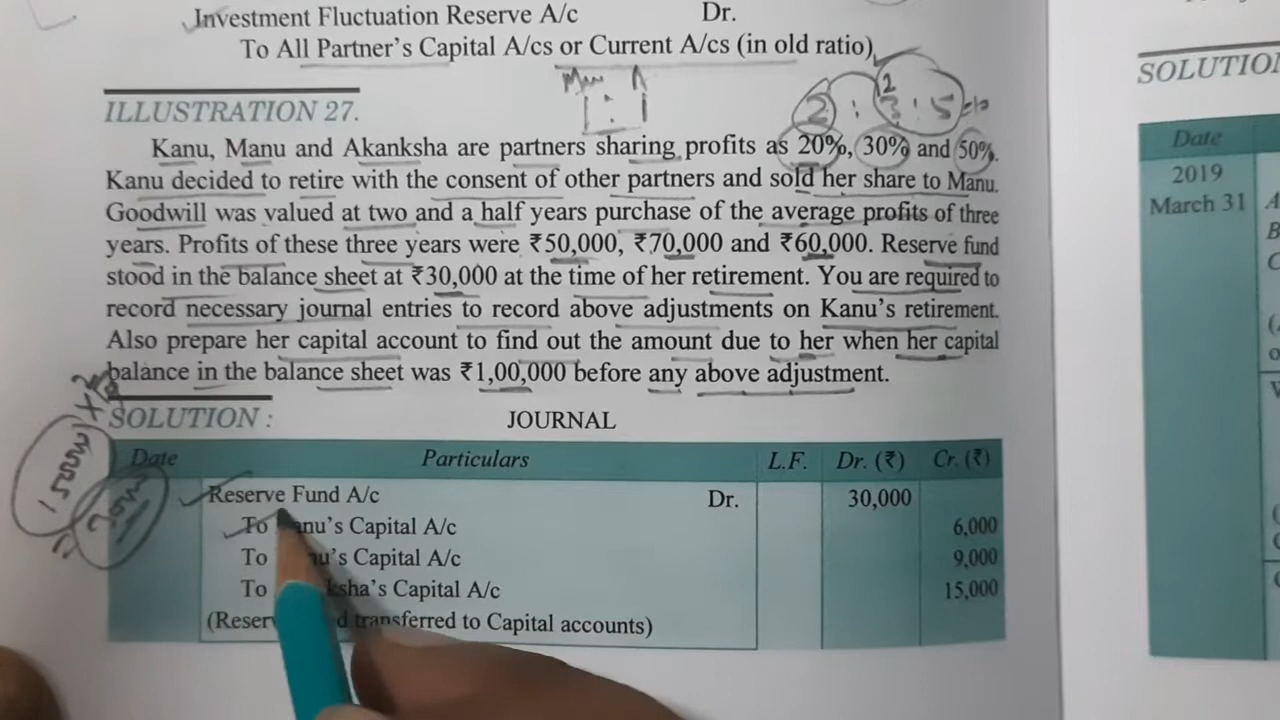 Investment Fluctuation Reserve A/c Dr.
To All Partner's Capital A/cs or Current A/cs (in old ratio)
ILLUSTRATION 27.
2 : 3 : 5
1 : 1
Kanu, Manu and Akanksha are partners sharing profits as 20%, 30% and 50%.
Kanu decided to retire with the consent of other partners and sold her share to Manu.
Goodwill was valued at two and a half years purchase of the average profits of three
years. Profits of these three years were ₹50,000, ₹70,000 and ₹60,000. Reserve fund
stood in the balance sheet at ₹30,000 at the time of her retirement. You are required to
record necessary journal entries to record above adjustments on Kanu's retirement.
Also prepare her capital account to find out the amount due to her when her capital
balance in the balance sheet was ₹1,00,000 before any above adjustment.
SOLUTION : JOURNAL
Date Particulars L.F. Dr. (₹) Cr. (₹)
Reserve Fund A/c Dr. 30,000
To Capital A/c 6,000
To Capital A/c 9,000
To Capital A/c 15,000
transferred to Capital accounts)
SOLUTION
Date
2019
March 31